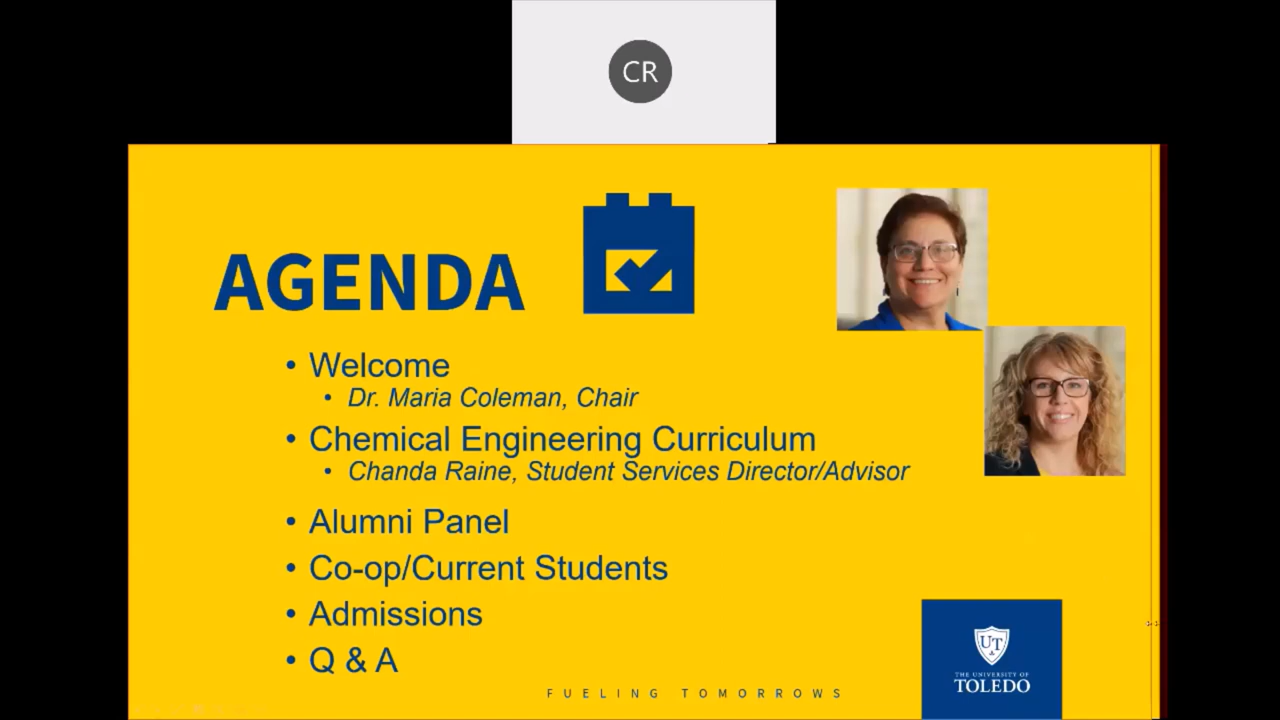 CR
AGENDA
• Welcome
• Dr. Maria Coleman, Chair
• Chemical Engineering Curriculum
• Chanda Raine, Student Services Director/Advisor
• Alumni Panel
• Co-op/Current Students
• Admissions
• Q & A
FUELING TOMORROWS
UT
THE UNIVERSITY OF
TOLEDO